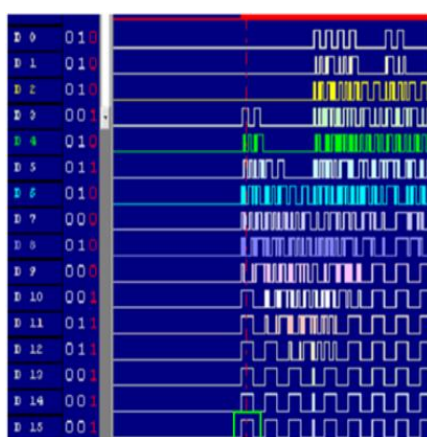 D 0 010
D 1 010
D 2 010
D 3 001
D 4 010
D 5 011
D 6 010
D 7 000
D 8 010
D 9 000
D 10 001
D 11 011
D 12 011
D 13 001
D 14 001
D 15 001